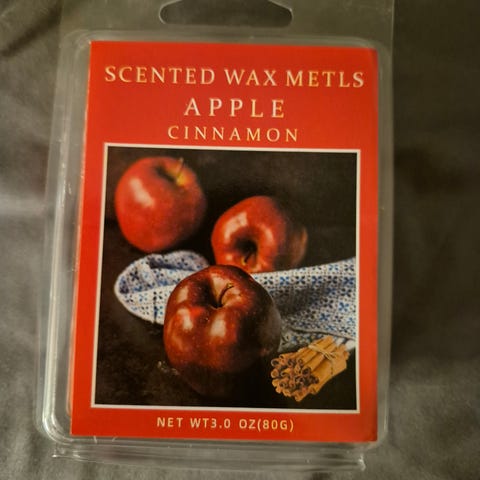 SCENTED WAX METLS
APPLE
CINNAMON
NET WT3.0 OZ(80G)